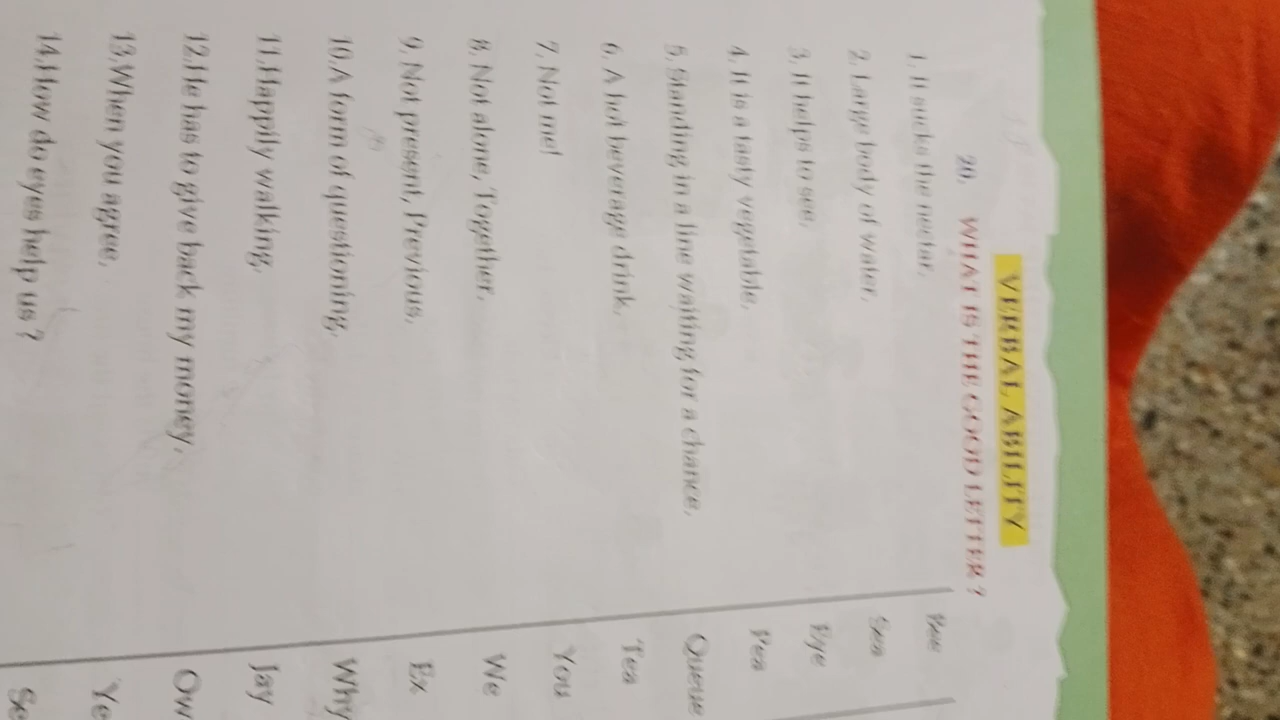 VERBAL ABILITY
20. WHAT IS THE GOOD LETTER ?
1. It sucks the nectar, Bee
2. Large body of water, Sea
3. It helps to see, Eye
4. It is a tasty vegetable, Pea
5. Standing in a line waiting for a chance, Queue
6. A hot beverage drink, Tea
7. Not me! You
8. Not alone, Together, We
9. Not present, Previous, Ex
10.A form of questioning, Why
11.Happily walking, Jay
12.He has to give back my money, Ow
13.When you agree, Ye
14.How do eyes help us ? Se